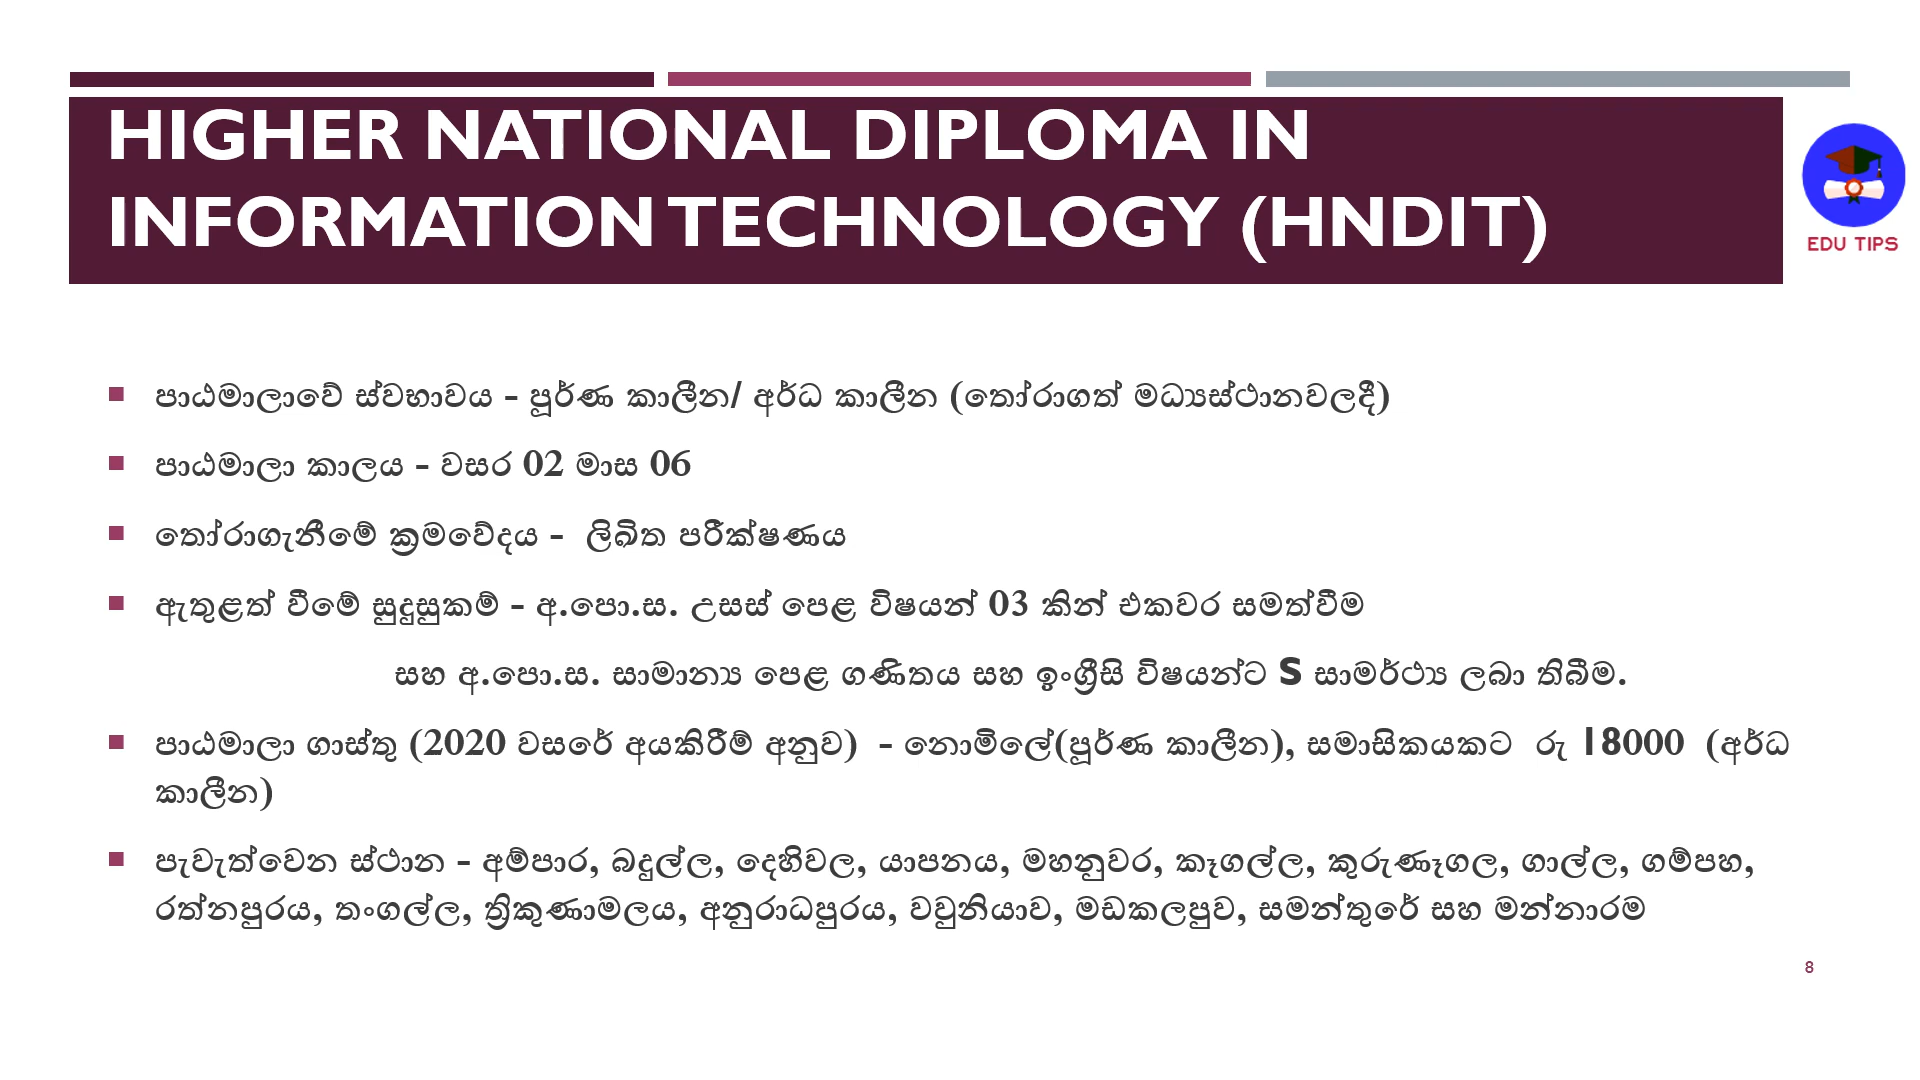 HIGHER NATIONAL DIPLOMA IN
INFORMATION TECHNOLOGY (HNDIT)
EDU TIPS
පාඨමාලාවේ ස්වභාවය - පූර්ණ කාලීන/ අර්ධ කාලීන (තෝරාගත් මධ්‍යස්ථානවලදී)
පාඨමාලා කාලය - වසර 02 මාස 06
තෝරාගැනීමේ ක්‍රමවේදය - ලිඛිත පරීක්ෂණය
ඇතුළත් වීමේ සුදුසුකම් - අ.පො.ස. උසස් පෙළ විෂයන් 03 කින් එකවර සමත්වීම
සහ අ.පො.ස. සාමාන්‍ය පෙළ ගණිතය සහ ඉංග්‍රීසි විෂයන්ට S සාමර්ථ්‍ය ලබා තිබීම.
පාඨමාලා ගාස්තු (2020 වසරේ අයකිරීම් අනුව) - නොමිලේ(පූර්ණ කාලීන), සමාසිකයකට රු 18000 (අර්ධ
කාලීන)
පැවැත්වෙන ස්ථාන - අම්පාර, බදුල්ල, දෙහිවල, යාපනය, මහනුවර, කෑගල්ල, කුරුණෑගල, ගාල්ල, ගම්පහ,
රත්නපුරය, තංගල්ල, ත්‍රිකුණාමලය, අනුරාධපුරය, වවුනියාව, මඩකලපුව, සමන්තුරේ සහ මන්නාරම
8